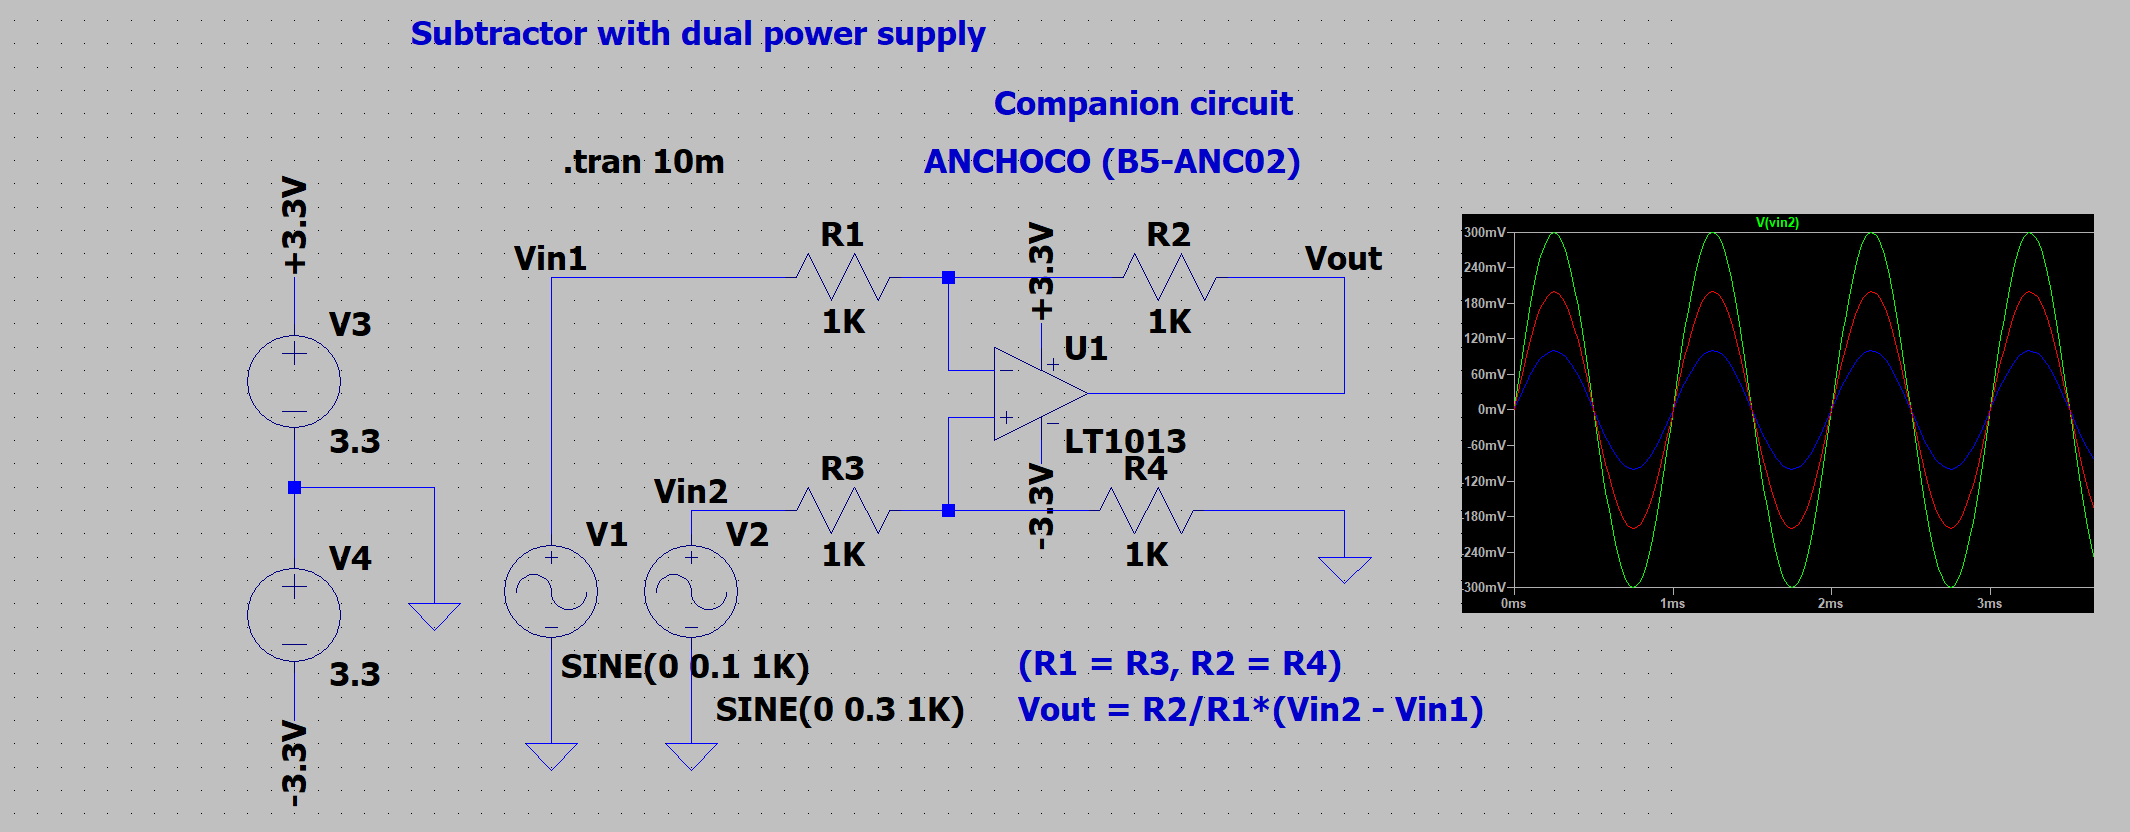 Subtractor with dual power supply
Companion circuit
.tran 10m
ANCHOCO (B5-ANC02)
+3.3V
V3
3.3
V4
3.3
-3.3V
Vin1
R1
1K
+3.3V
R2
1K
Vout
U1
LT1013
-3.3V
Vin2
R3
1K
R4
1K
V1
V2
SINE(0 0.1 1K)
SINE(0 0.3 1K)
(R1 = R3, R2 = R4)
Vout = R2/R1*(Vin2 - Vin1)
V(vin2)
300mV
240mV
180mV
120mV
60mV
0mV
-60mV
-120mV
-180mV
-240mV
-300mV
0ms 1ms 2ms 3ms